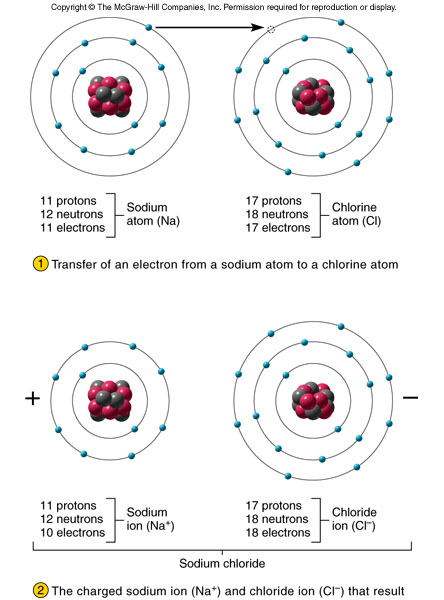 Copyright © The McGraw-Hill Companies, Inc. Permission required for reproduction or display.
11 protons
12 neutrons
11 electrons
Sodium
atom (Na)
17 protons
18 neutrons
17 electrons
Chlorine
atom (Cl)
1 Transfer of an electron from a sodium atom to a chlorine atom
+
–
11 protons
12 neutrons
10 electrons
Sodium
ion (Na⁺)
17 protons
18 neutrons
18 electrons
Chloride
ion (Cl⁻)
Sodium chloride
2 The charged sodium ion (Na⁺) and chloride ion (Cl⁻) that result